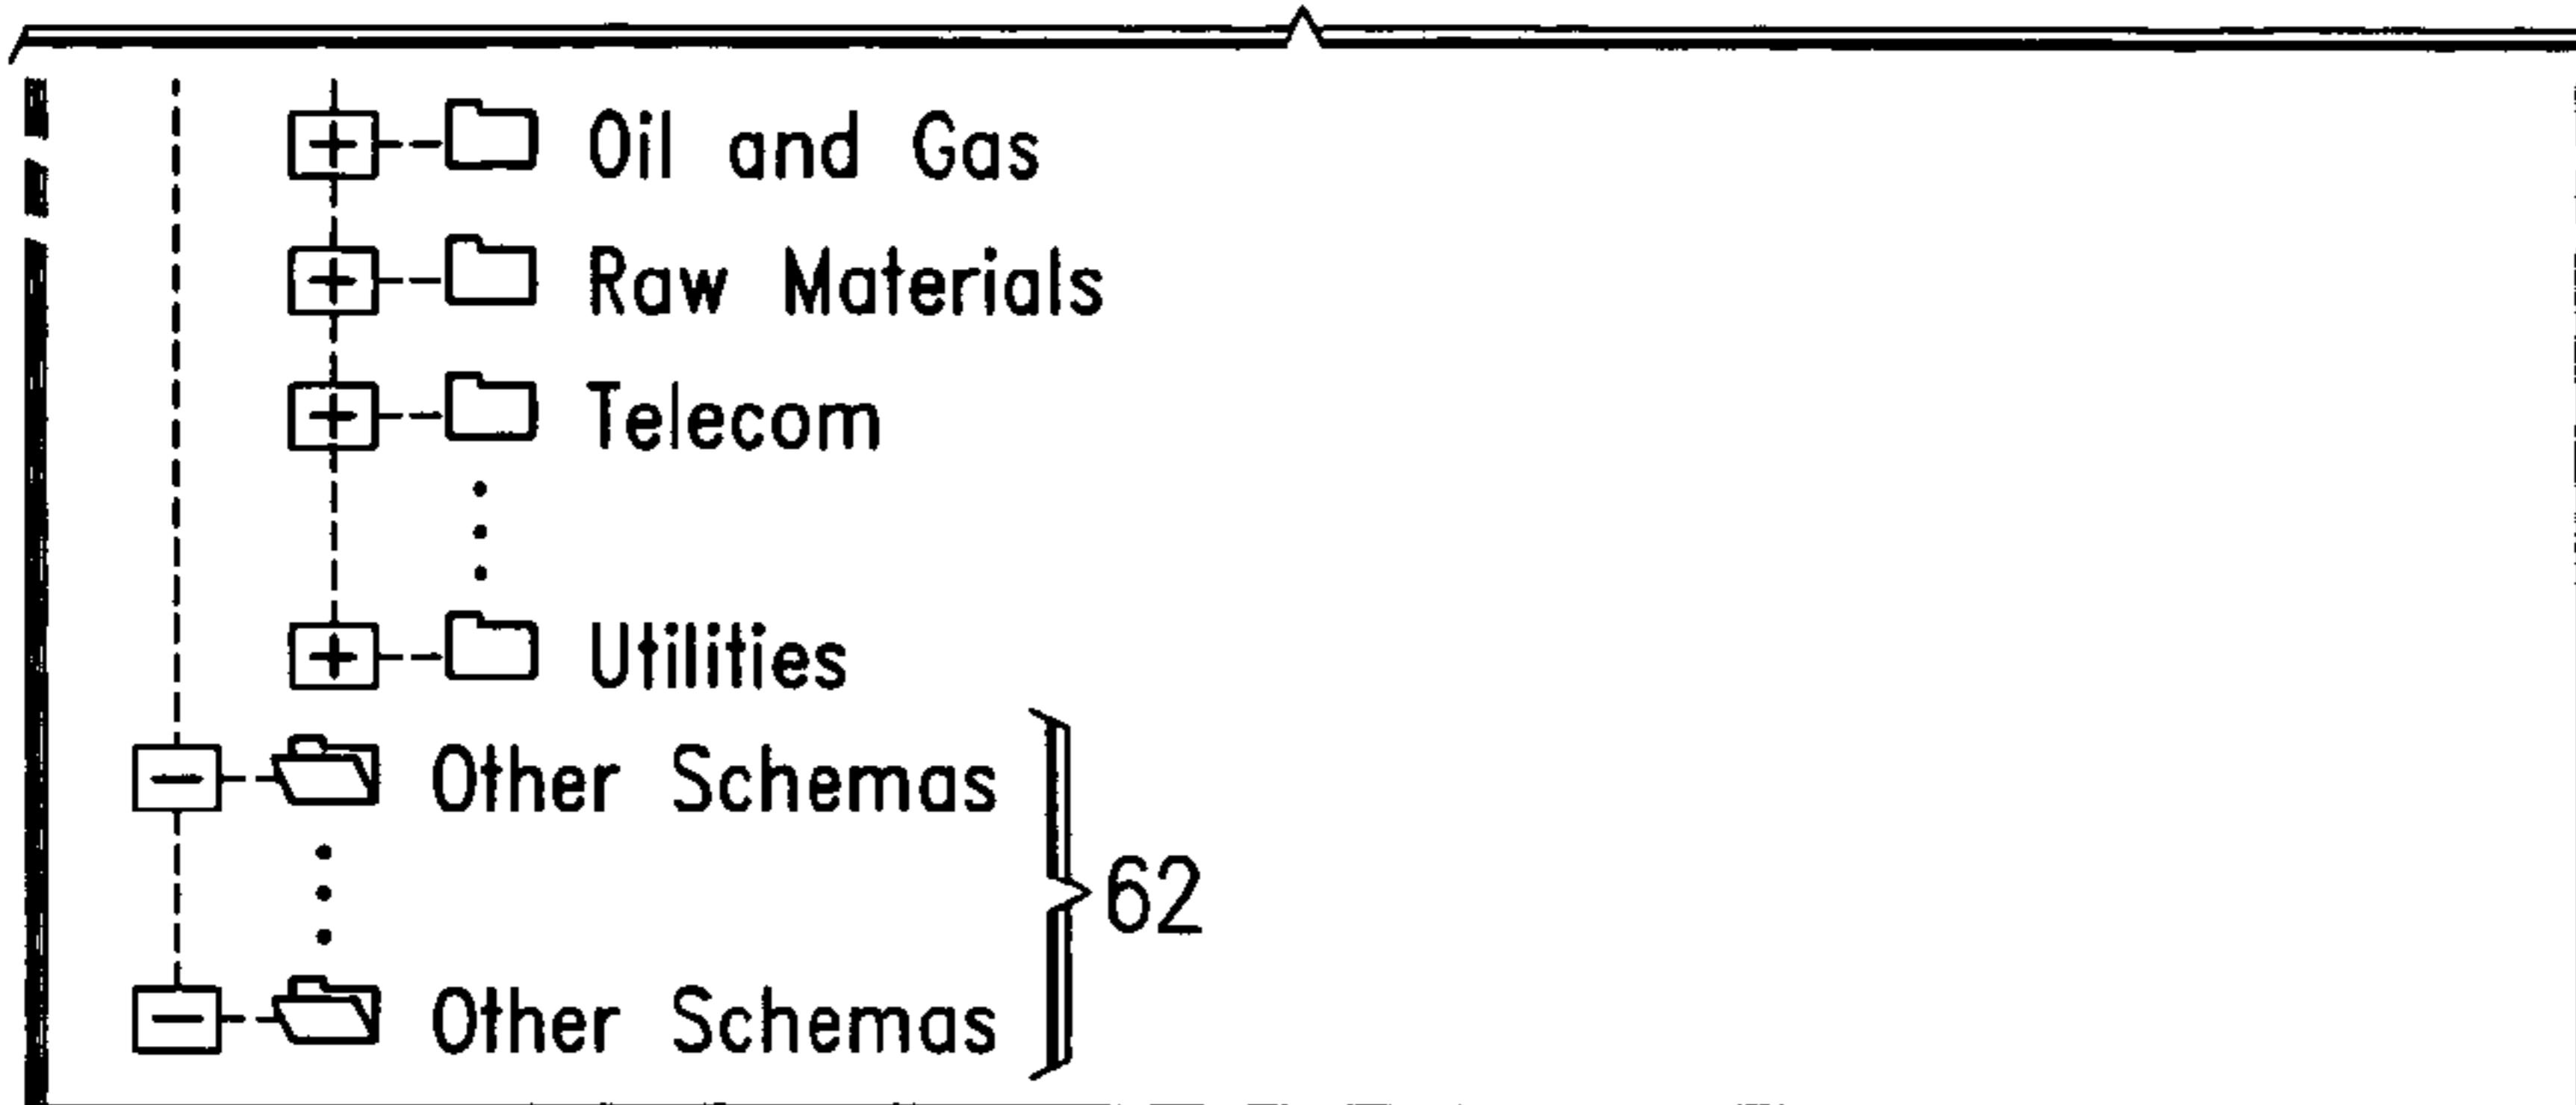 Oil and Gas
Raw Materials
Telecom
Utilities
Other Schemas
62
Other Schemas